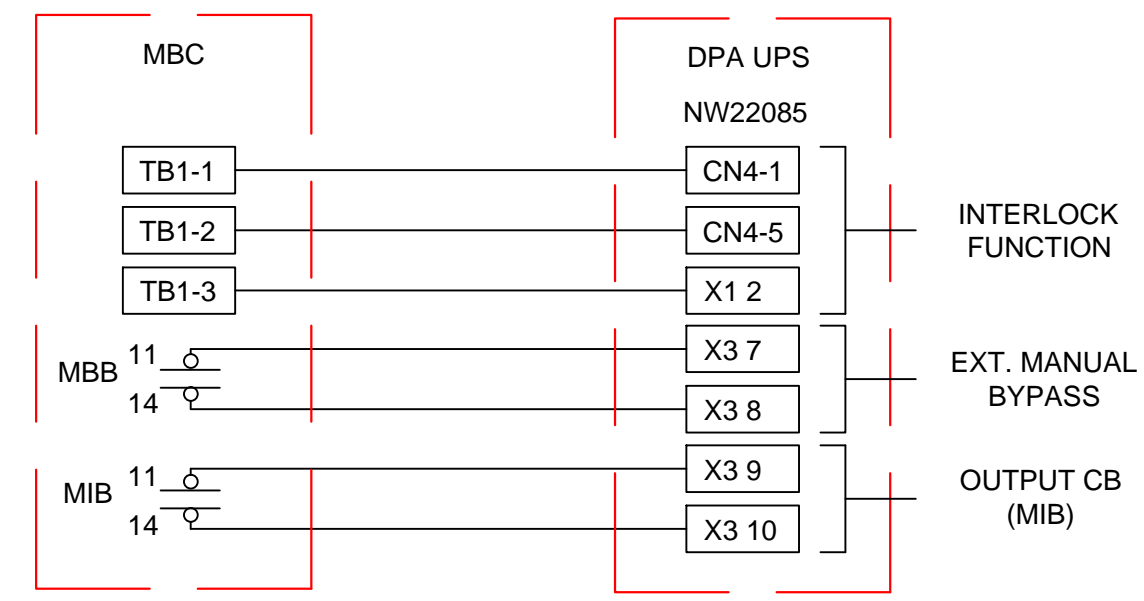 MBC
DPA UPS
NW22085
TB1-1
CN4-1
TB1-2
CN4-5
TB1-3
X1 2
INTERLOCK
FUNCTION
MBB
11
14
X3 7
X3 8
EXT. MANUAL
BYPASS
MIB
11
14
X3 9
X3 10
OUTPUT CB
(MIB)